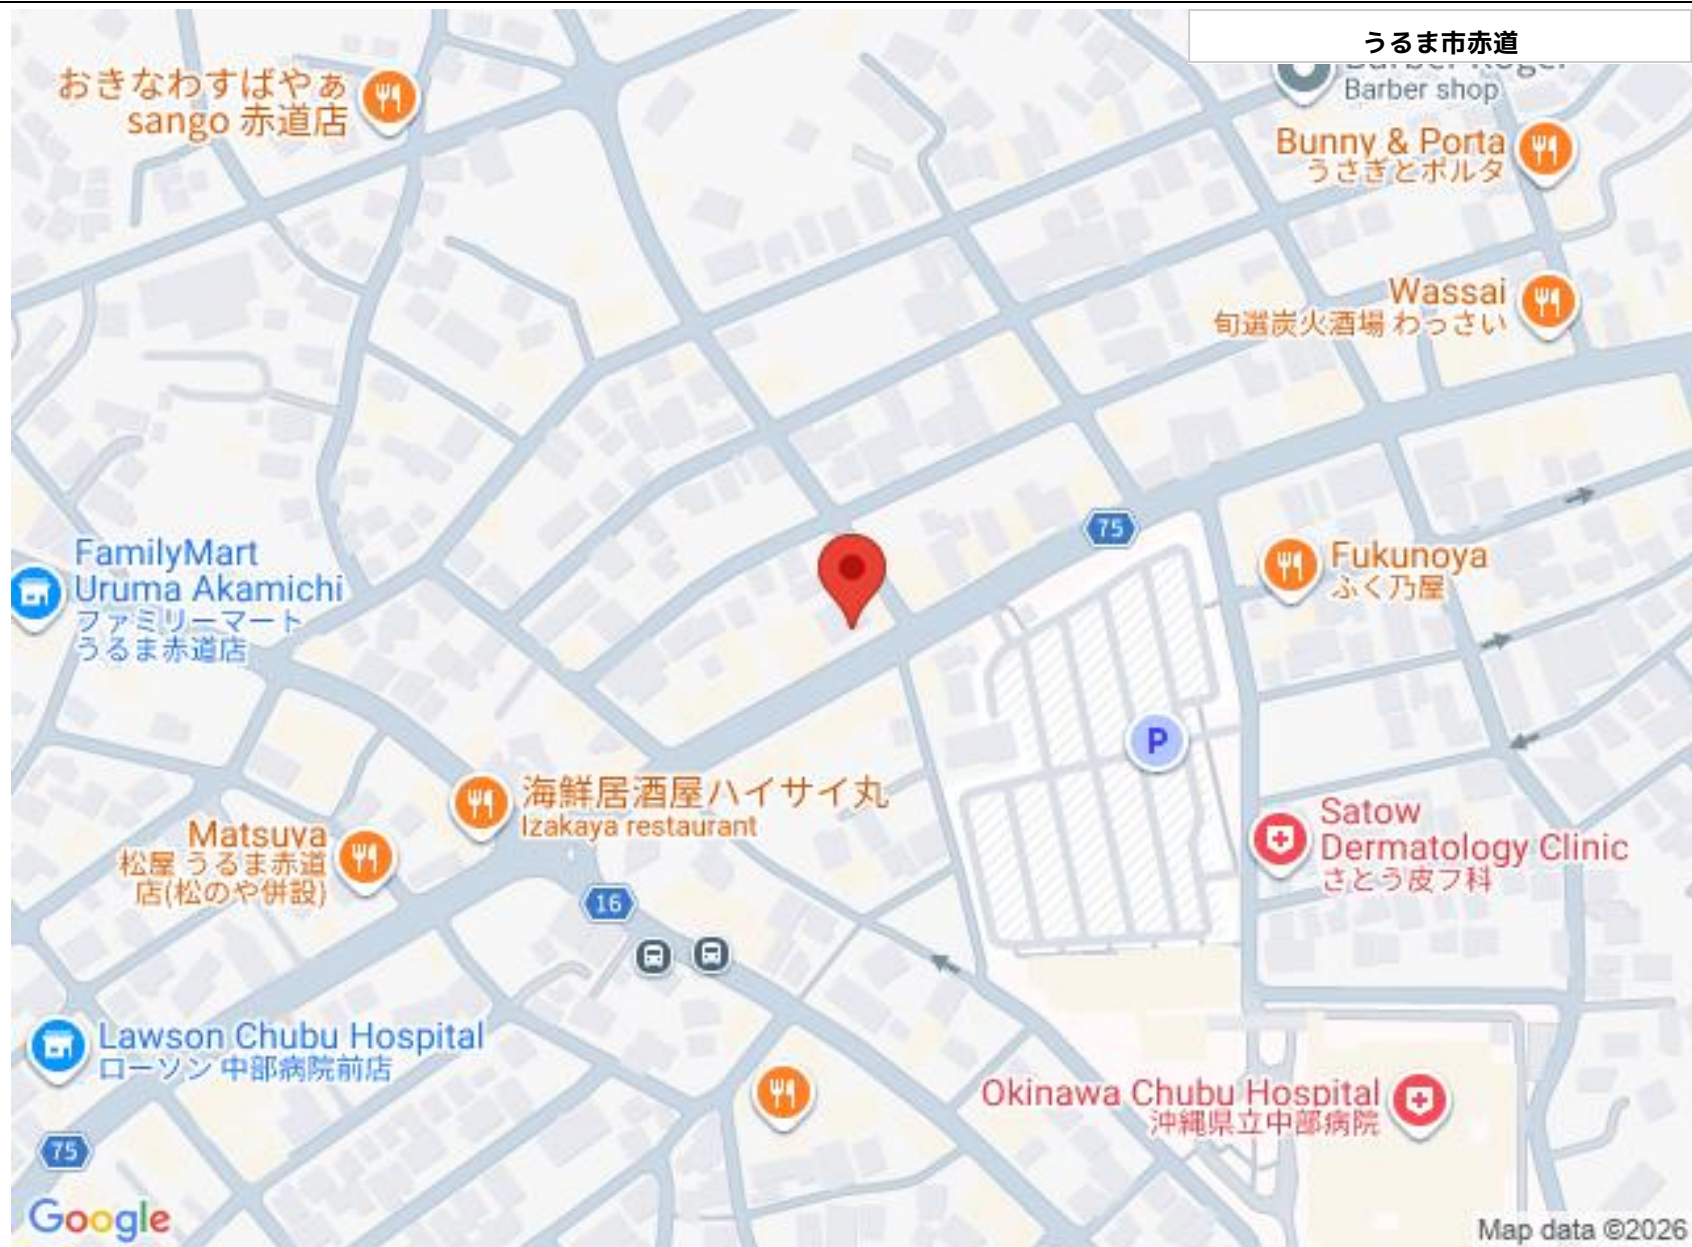 うるま市赤道
おきなわすばやぁ
sango 赤道店
Barber shop
Bunny & Porta
うさぎとポルタ
Wassai
旬選炭火酒場 わっさい
75
FamilyMart
Uruma Akamichi
ファミリーマート
うるま赤道店
Fukunoya
ふく乃屋
P
海鮮居酒屋ハイサイ丸
Izakaya restaurant
Matsuya
松屋 うるま赤道
店(松のや併設)
Satow
Dermatology Clinic
さとう皮フ科
16
Lawson Chubu Hospital
ローソン 中部病院前店
Okinawa Chubu Hospital
沖縄県立中部病院
75
Google
Map data ©2026